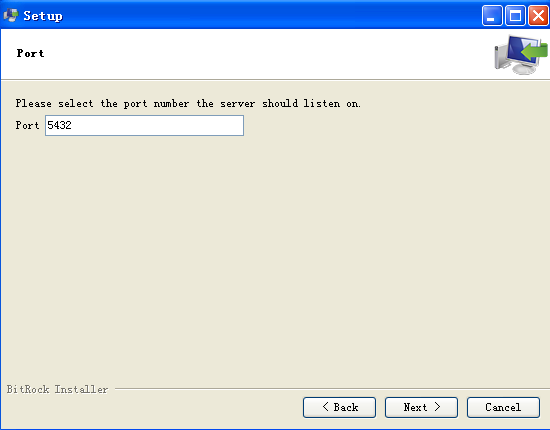 Setup
Port
Please select the port number the server should listen on.
Port 5432
BitRock Installer
< Back Next > Cancel